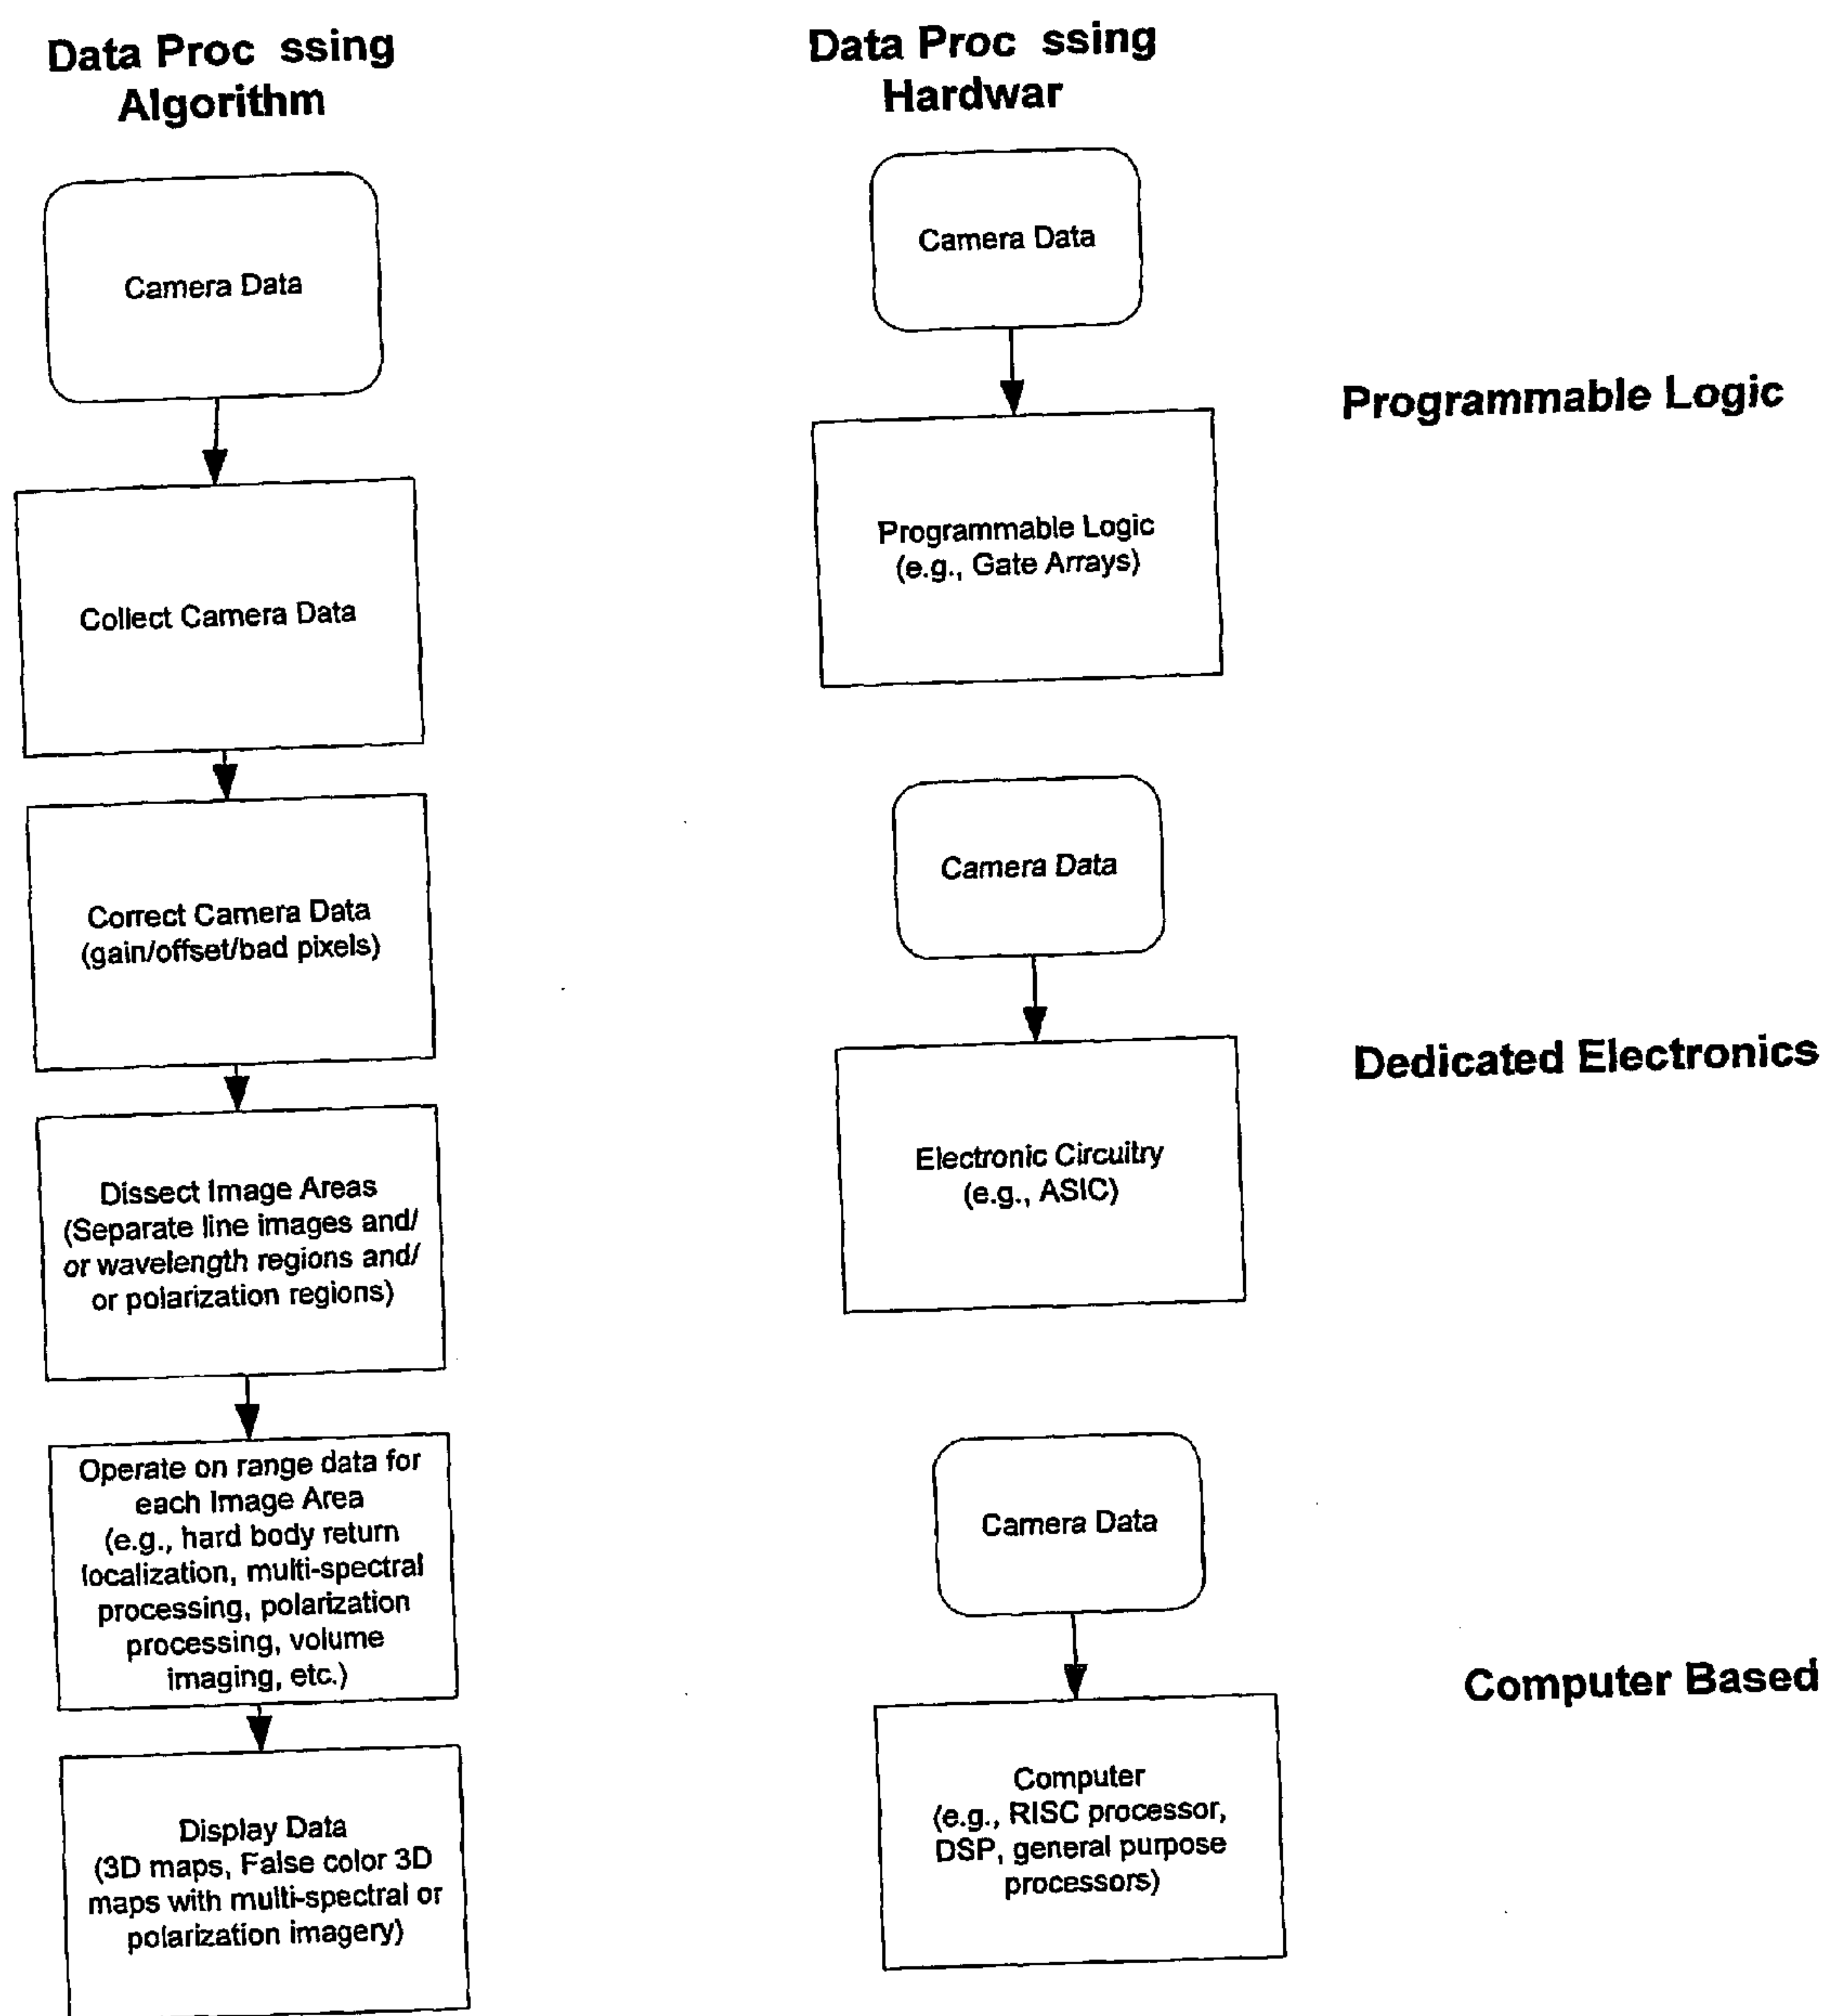 Data Proc ssing
Algorithm
Camera Data
Collect Camera Data
Correct Camera Data
(gain/offset/bad pixels)
Dissect Image Areas
(Separate line images and/
or wavelength regions and/
or polarization regions)
Operate on range data for
each Image Area
(e.g., hard body return
localization, multi-spectral
processing, polarization
processing, volume
imaging, etc.)
Display Data
(3D maps, False color 3D
maps with multi-spectral or
polarization imagery)
Data Proc ssing
Hardwar
Camera Data
Programmable Logic
(e.g., Gate Arrays)
Programmable Logic
Camera Data
Electronic Circuitry
(e.g., ASIC)
Dedicated Electronics
Camera Data
Computer
(e.g., RISC processor,
DSP, general purpose
processors)
Computer Based